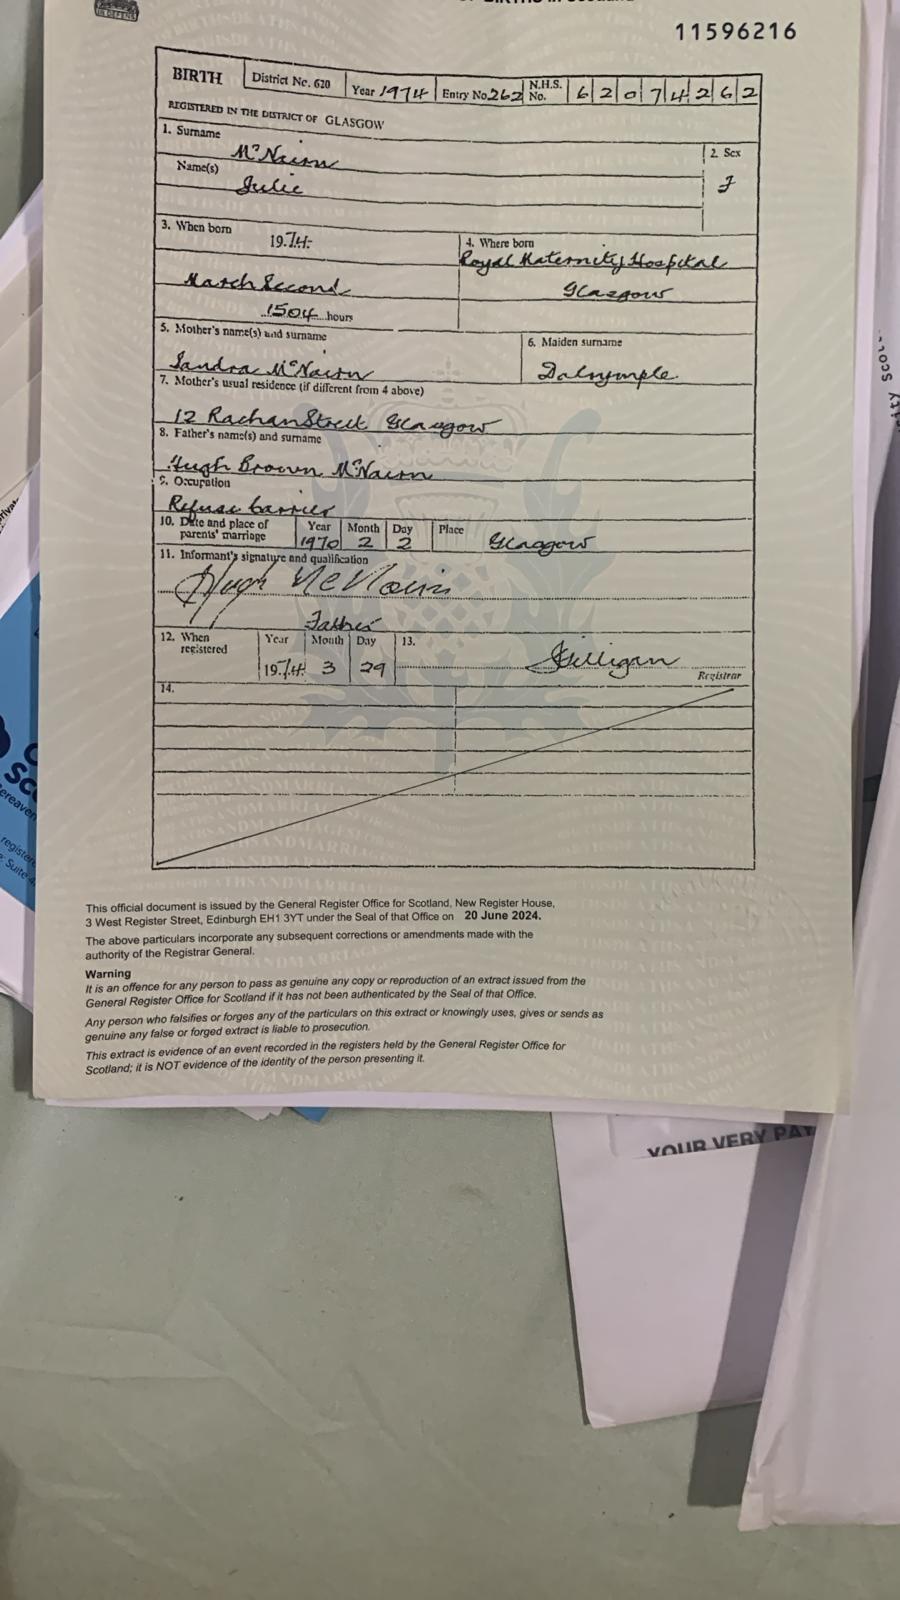 11596216
BIRTH District No. 620 Year 1974 Entry No. 262 N.H.S. No. 6 2 0 7 4 2 6 2
REGISTERED IN THE DISTRICT OF GLASGOW
1. Surname McNairn 2. Sex
Name(s) Julie F
3. When born 1974 4. Where born
Royal Maternity Hospital
March Second Glasgow
1504 hours
5. Mother's name(s) and surname 6. Maiden surname
Sandra McNairn Dalrymple
7. Mother's usual residence (if different from 4 above)
12 Rachan Street Glasgow
8. Father's name(s) and surname
Hugh Brown McNairn
9. Occupation
Refuse Carrier
10. Date and place of parents' marriage Year 1970 Month 2 Day 2 Place Glasgow
11. Informant's signature and qualification
Hugh McNairn
Father
12. When registered Year 1974 Month 3 Day 29 13.
Registrar
14.
This official document is issued by the General Register Office for Scotland, New Register House,
3 West Register Street, Edinburgh EH1 3YT under the Seal of that Office on 20 June 2024.
The above particulars incorporate any subsequent corrections or amendments made with the
authority of the Registrar General.
Warning
It is an offence for any person to pass as genuine any copy or reproduction of an extract issued from the
General Register Office for Scotland if it has not been authenticated by the Seal of that Office.
Any person who falsifies or forges any of the particulars on this extract or knowingly uses, gives or sends as
genuine any false or forged extract is liable to prosecution.
This extract is evidence of an event recorded in the registers held by the General Register Office for
Scotland; it is NOT evidence of the identity of the person presenting it.
YOUR VERY